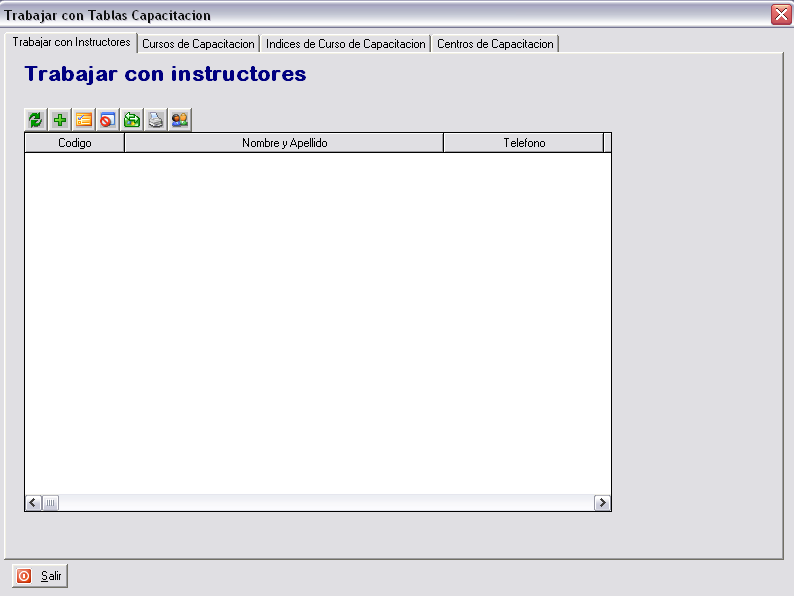 Trabajar con Tablas Capacitacion
Trabajar con Instructores Cursos de Capacitacion Indices de Curso de Capacitacion Centros de Capacitacion
Trabajar con instructores
Codigo Nombre y Apellido Telefono
Salir